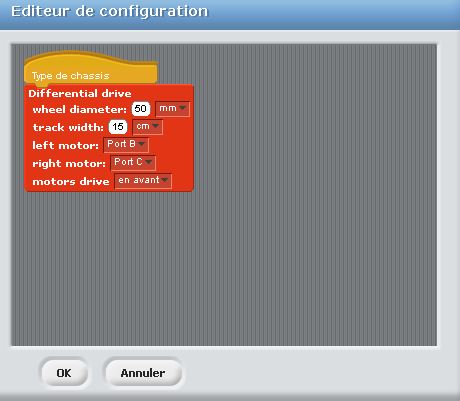 Editeur de configuration
Type de chassis
Differential drive
wheel diameter: 50 mm
track width: 15 cm
left motor: Port B
right motor: Port C
motors drive en avant
OK Annuler